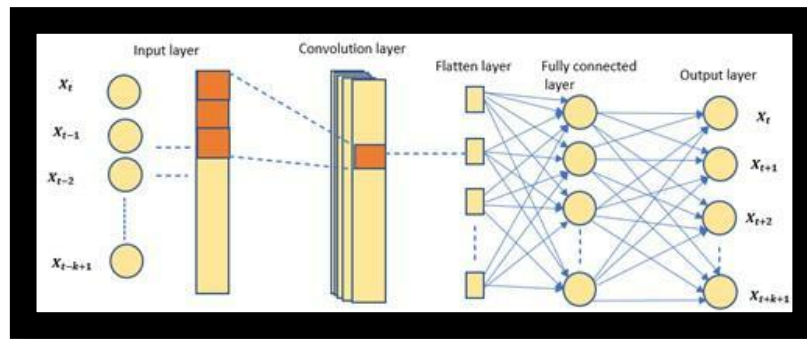 Input layer
Convolution layer
Flatten layer
Fully connected
layer
Output layer
Xt
Xt−1
Xt−2
Xt−k+1
Xt
Xt+1
Xt+2
Xt+k+1